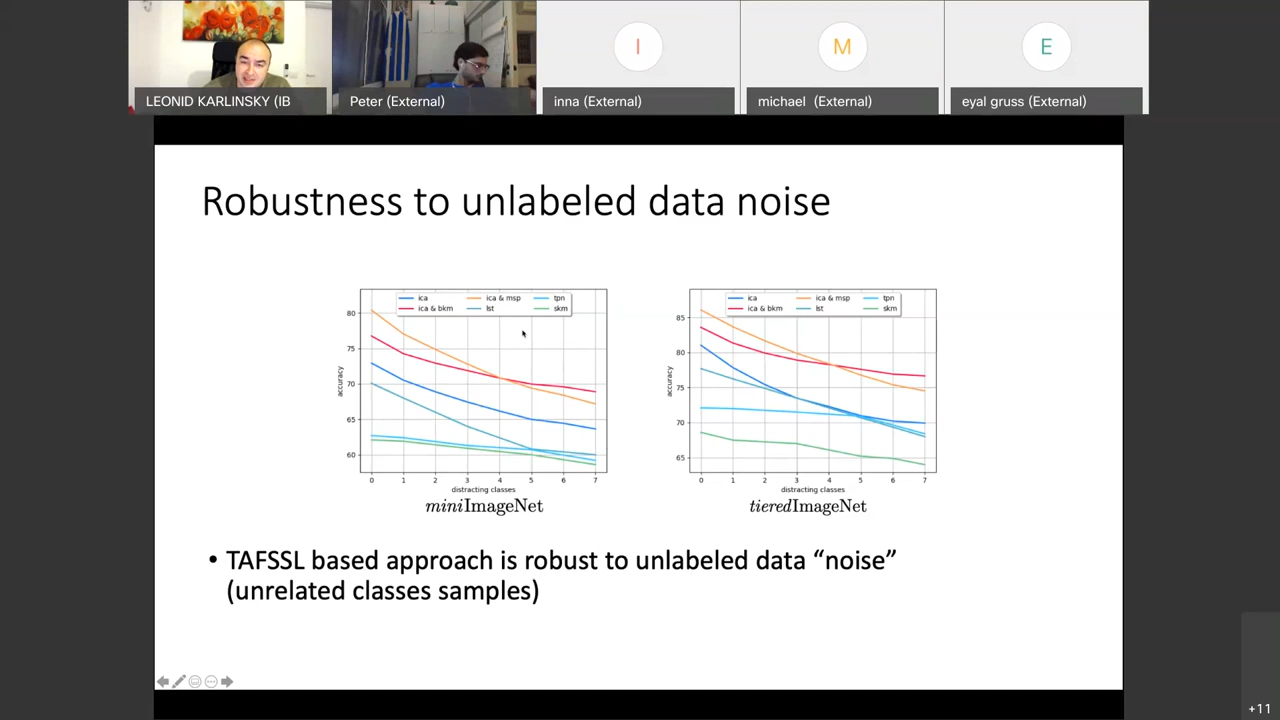 LEONID KARLINSKY (IB
Peter (External)
I
inna (External)
M
michael (External)
E
eyal gruss (External)
Robustness to unlabeled data noise
ica
ica & msp
tpn
ica & bkm
lst
skm
80
75
70
65
60
accuracy
0 1 2 3 4 5 6 7
distracting classes
miniImageNet
ica
ica & msp
tpn
ica & bkm
lst
skm
85
80
75
70
65
accuracy
0 1 2 3 4 5 6 7
distracting classes
tieredImageNet
• TAFSSL based approach is robust to unlabeled data “noise”
(unrelated classes samples)
+11